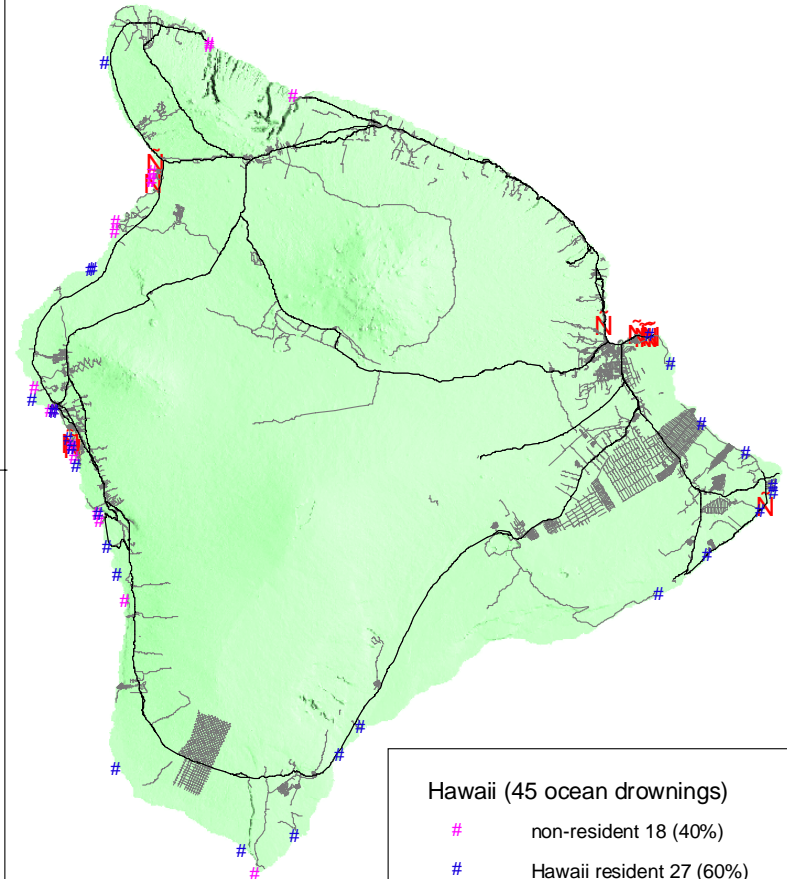 Hawaii (45 ocean drownings)
# non-resident 18 (40%)
# Hawaii resident 27 (60%)